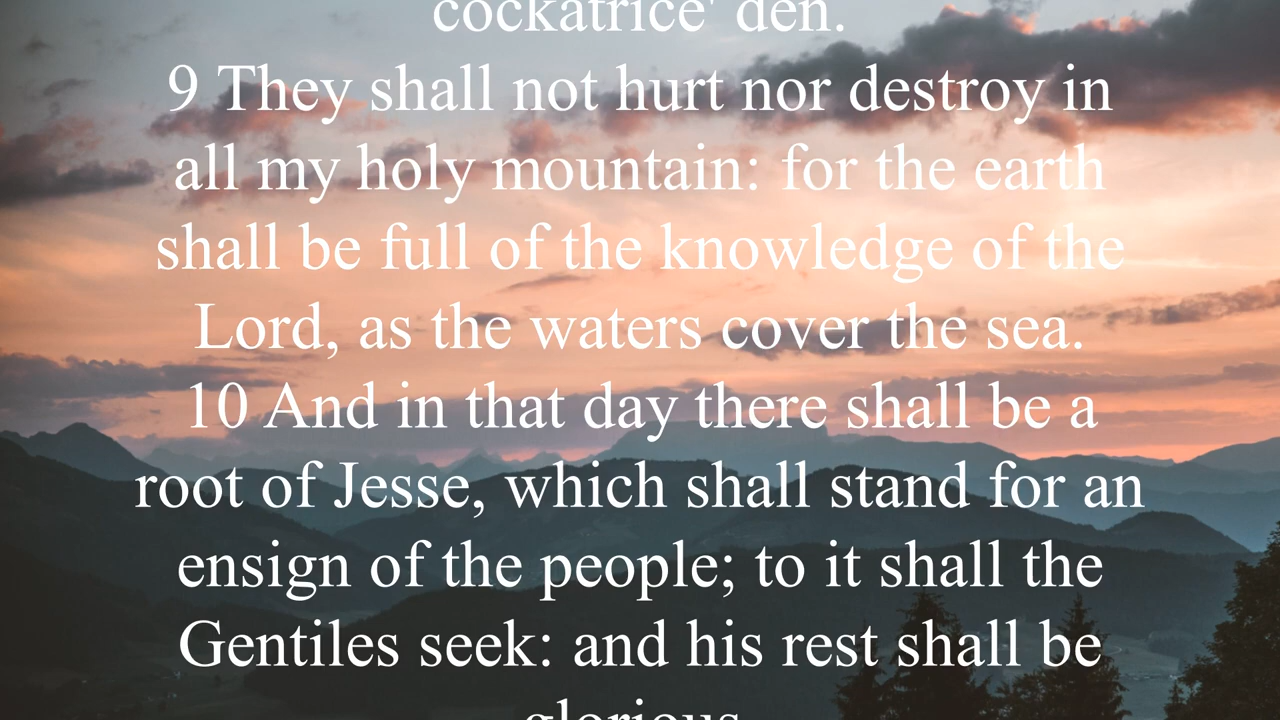 cockatrice' den.
9 They shall not hurt nor destroy in
all my holy mountain: for the earth
shall be full of the knowledge of the
Lord, as the waters cover the sea.
10 And in that day there shall be a
root of Jesse, which shall stand for an
ensign of the people; to it shall the
Gentiles seek: and his rest shall be
glorious.